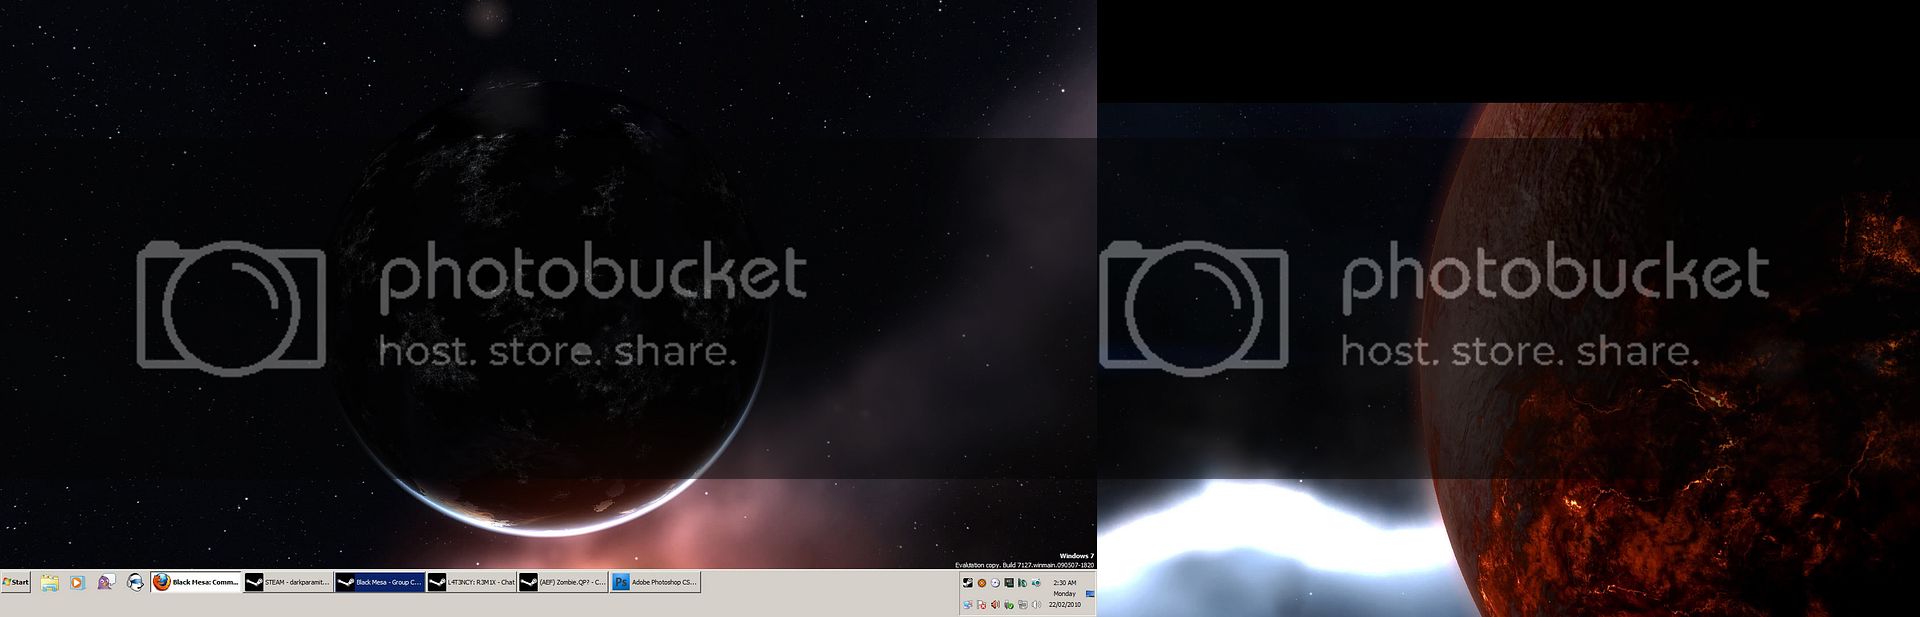 photobucket
host. store. share.
photobucket
host. store. share.
Windows 7
Evaluation copy. Build 7127.winmain.090507-1820
Start
Black Mesa: Comm...
STEAM - darkparamit...
Black Mesa - Group C...
L4T3NCY: R3M1X - Chat
(AEF) Zombie.QP? - C...
Ps
Adobe Photoshop CS...
2:30 AM
Monday
22/02/2010